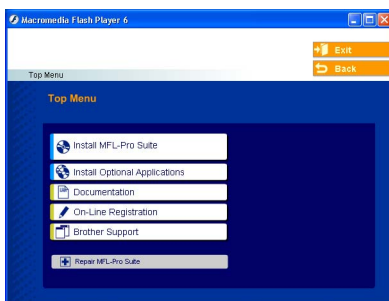 Macromedia Flash Player 6
Exit
Back
Top Menu
Top Menu
Install MFL-Pro Suite
Install Optional Applications
Documentation
On-Line Registration
Brother Support
Repair MFL-Pro Suite